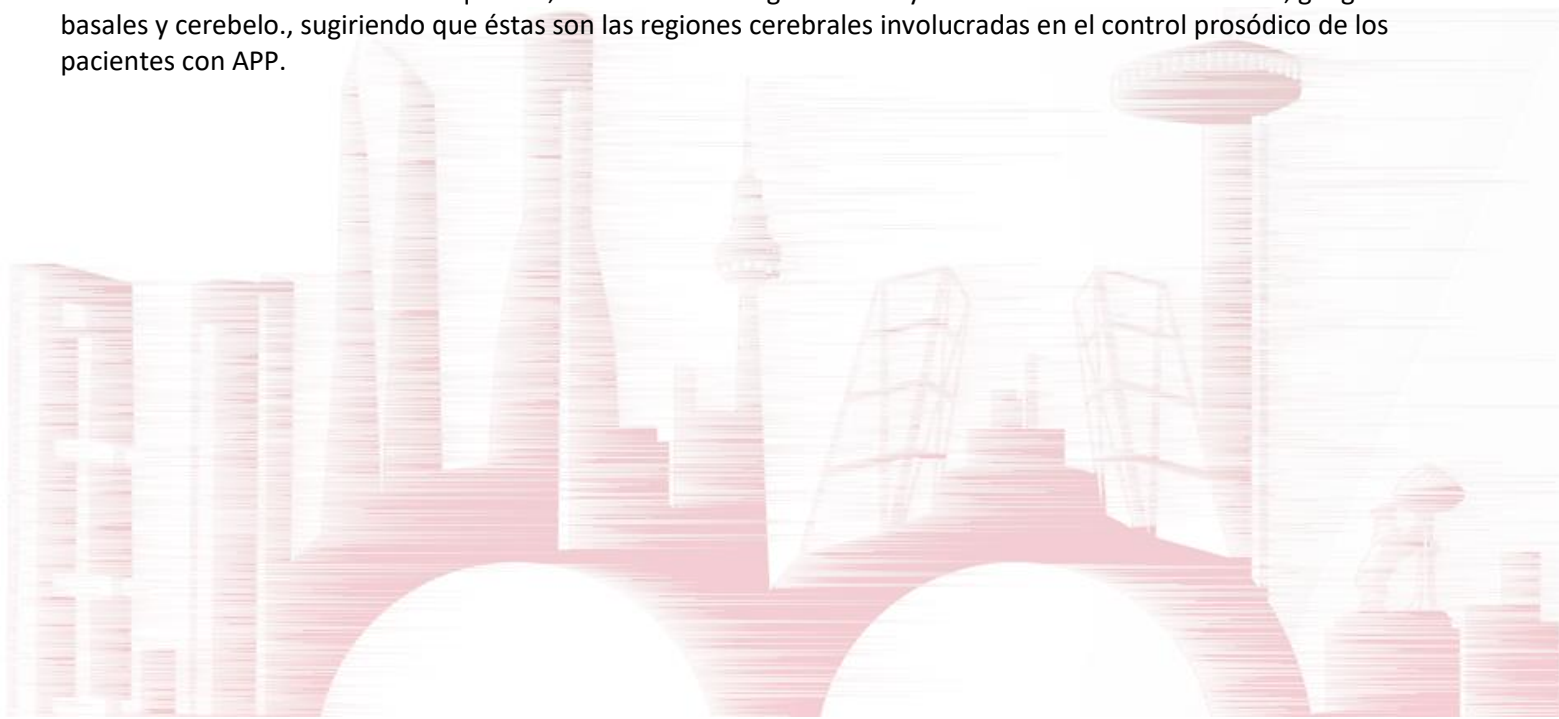 basales y cerebelo., sugiriendo que éstas son las regiones cerebrales involucradas en el control prosódico de los
pacientes con APP.